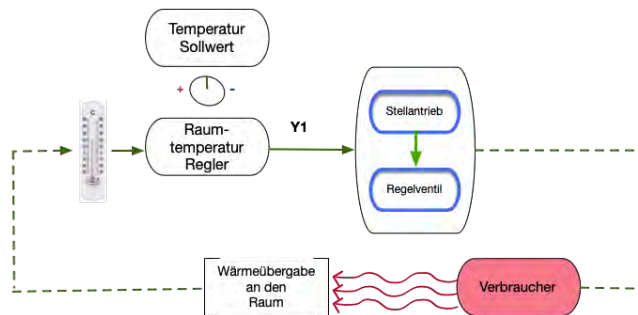 Temperatur
Sollwert
+ -
Raum-
temperatur
Regler
Y1
Stellantrieb
Regelventil
Wärmeübergabe
an den
Raum
Verbraucher